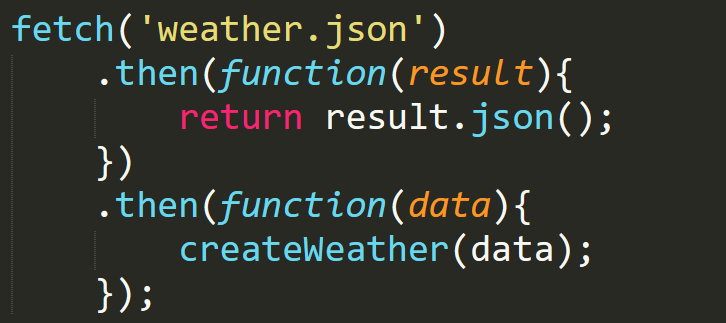 fetch('weather.json')
    .then(function(result){
        return result.json();
    })
    .then(function(data){
        createWeather(data);
    });